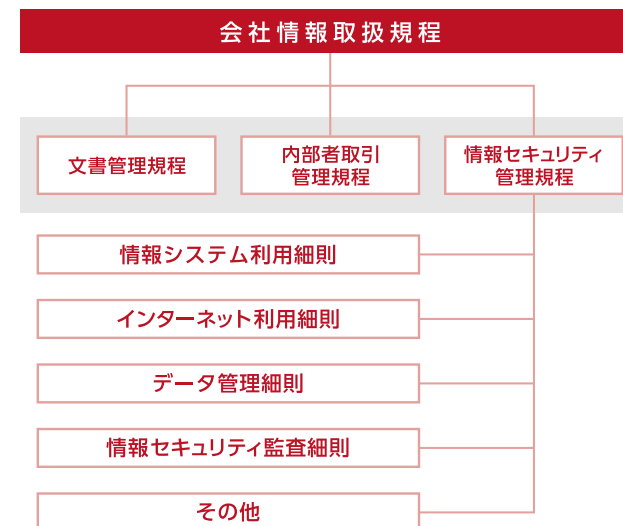 会社情報取扱規程
文書管理規程
内部者取引
管理規程
情報セキュリティ
管理規程
情報システム利用細則
インターネット利用細則
データ管理細則
情報セキュリティ監査細則
その他